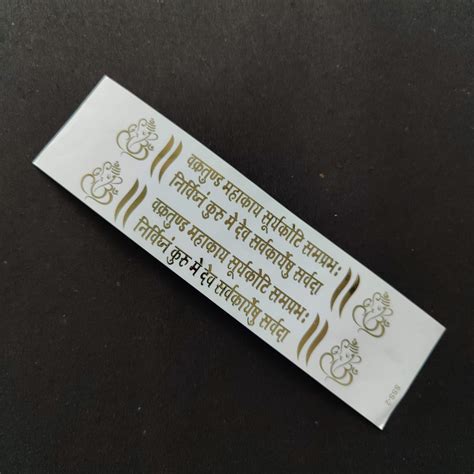 वक्रतुण्ड महाकाय सूर्यकोटि समप्रभः
निर्विघ्नं कुरु मे देव सर्वकार्येषु सर्वदा
वक्रतुण्ड महाकाय सूर्यकोटि समप्रभः
निर्विघ्नं कुरु मे देव सर्वकार्येषु सर्वदा